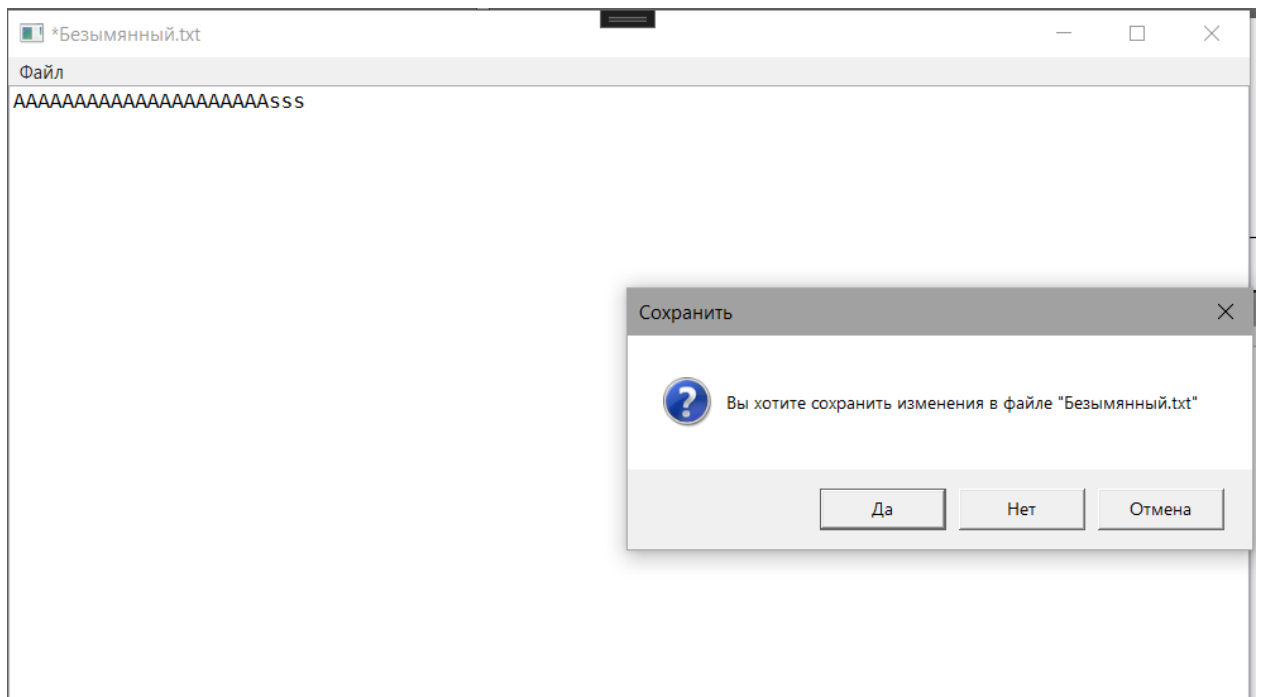 *Безымянный.txt
Файл
AAAAAAAAAAAAAAAAAAAAAsss
Сохранить
Вы хотите сохранить изменения в файле "Безымянный.txt"
Да Нет Отмена